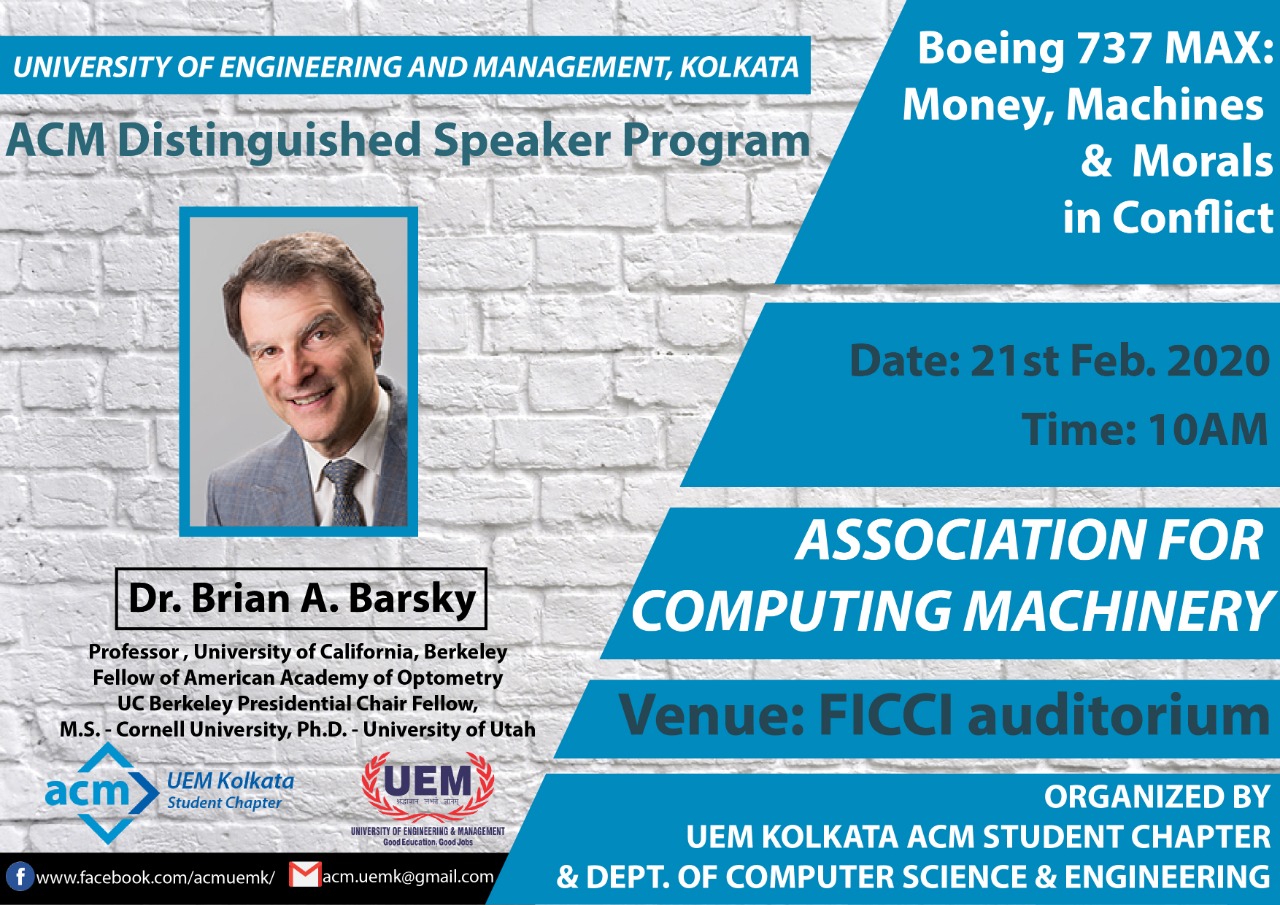 UNIVERSITY OF ENGINEERING AND MANAGEMENT, KOLKATA
ACM Distinguished Speaker Program
Boeing 737 MAX:
Money, Machines
& Morals
in Conflict
Date: 21st Feb. 2020
Time: 10AM
ASSOCIATION FOR
COMPUTING MACHINERY
Venue: FICCI auditorium
ORGANIZED BY
UEM KOLKATA ACM STUDENT CHAPTER
& DEPT. OF COMPUTER SCIENCE & ENGINEERING
Dr. Brian A. Barsky
Professor , University of California, Berkeley
Fellow of American Academy of Optometry
UC Berkeley Presidential Chair Fellow,
M.S. - Cornell University, Ph.D. - University of Utah
acm
UEM Kolkata
Student Chapter
UEM
UNIVERSITY OF ENGINEERING & MANAGEMENT
Good Education, Good Jobs
f www.facebook.com/acmuemk/
acm.uemk@gmail.com